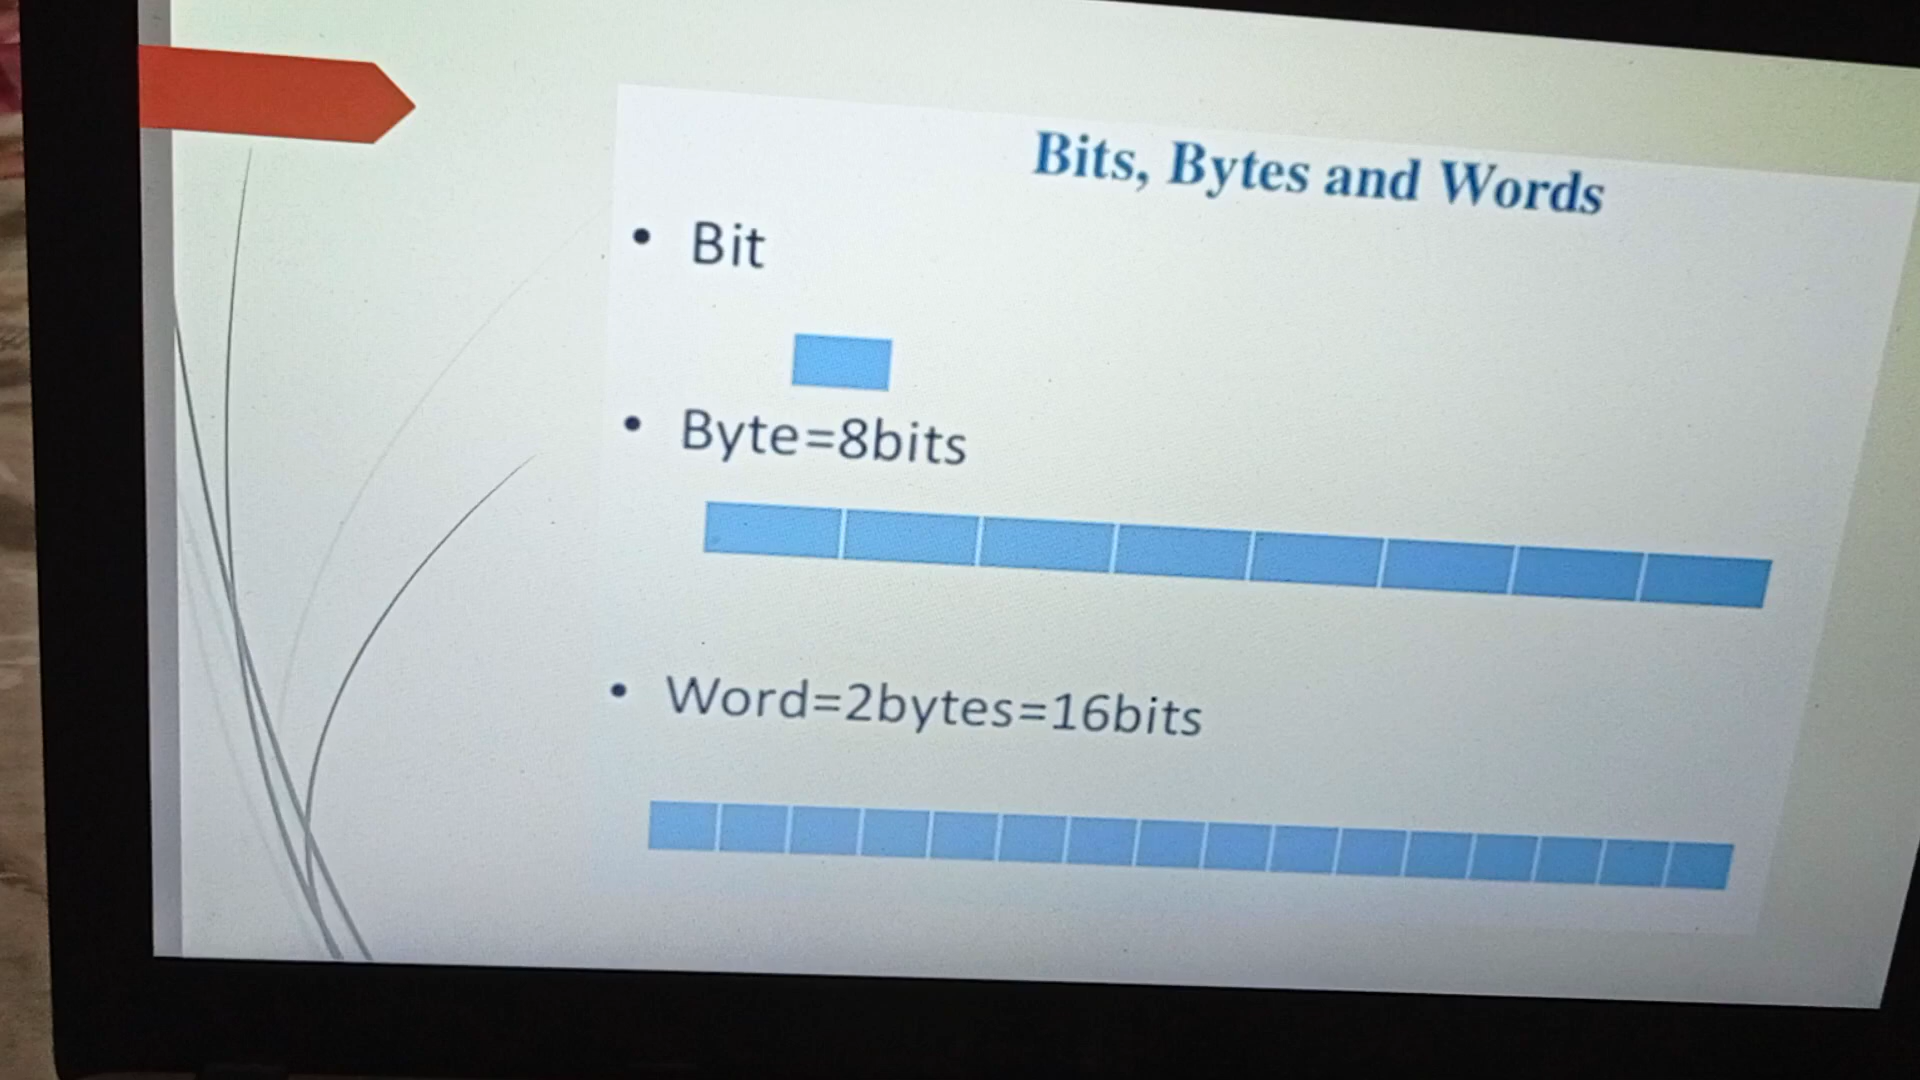 Bits, Bytes and Words
• Bit
• Byte=8bits
• Word=2bytes=16bits